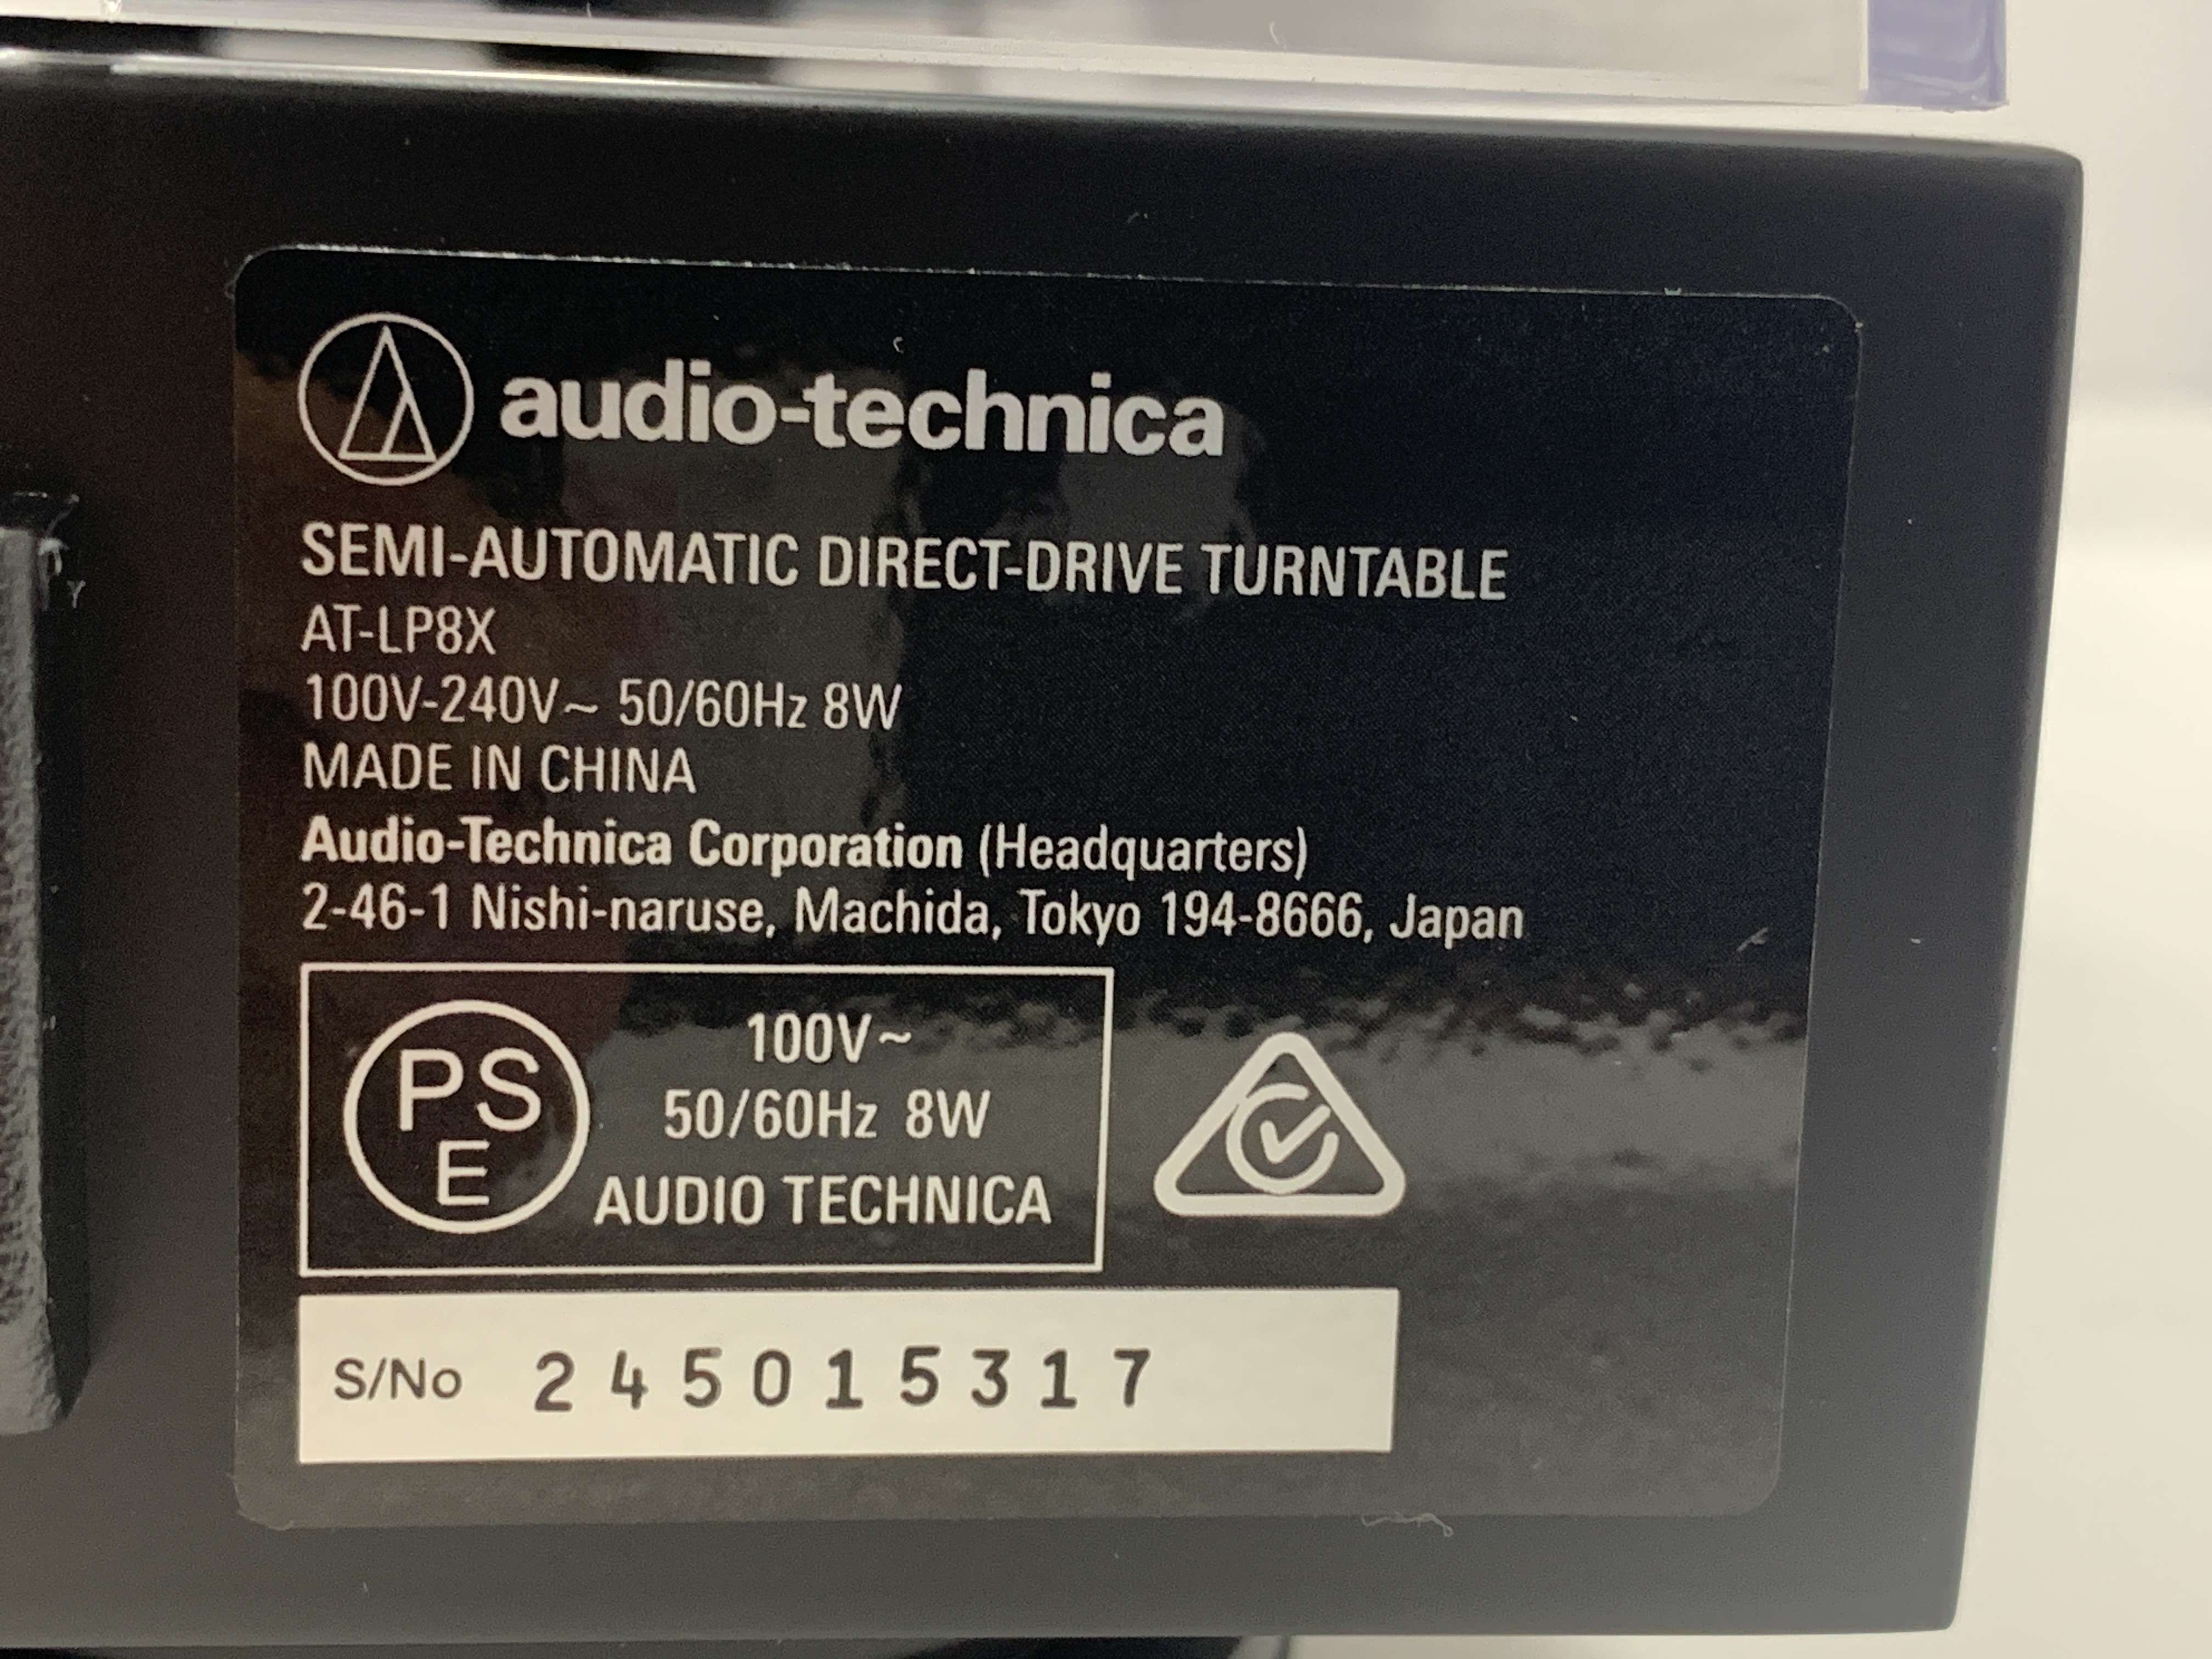 audio-technica
SEMI-AUTOMATIC DIRECT-DRIVE TURNTABLE
AT-LP8X
100V-240V~ 50/60Hz 8W
MADE IN CHINA
Audio-Technica Corporation (Headquarters)
2-46-1 Nishi-naruse, Machida, Tokyo 194-8666, Japan
PS
E
100V~
50/60Hz 8W
AUDIO TECHNICA
S/No 245015317